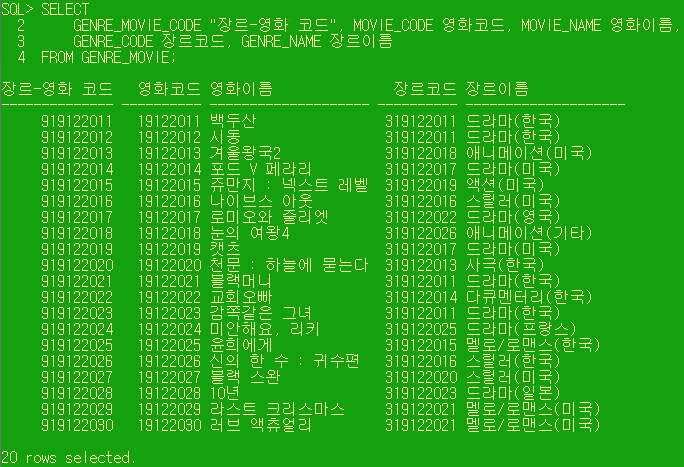 SQL> SELECT
  2     GENRE_MOVIE_CODE "장르-영화 코드", MOVIE_CODE 영화코드, MOVIE_NAME 영화이름,
  3     GENRE_CODE 장르코드, GENRE_NAME 장르이름
  4  FROM GENRE_MOVIE;
장르-영화 코드   영화코드 영화이름               장르코드 장르이름
-------------- ---------- -------------------- ---------- --------------------
     919122011   19122011 백두산                319122011 드라마(한국)
     919122012   19122012 시동                  319122011 드라마(한국)
     919122013   19122013 겨울왕국2             319122018 애니메이션(미국)
     919122014   19122014 포드 V 페라리         319122017 드라마(미국)
     919122015   19122015 쥬만지 : 넥스트 레벨  319122019 액션(미국)
     919122016   19122016 나이브스 아웃         319122016 스릴러(미국)
     919122017   19122017 로미오와 줄리엣       319122022 드라마(영국)
     919122018   19122018 눈의 여왕4            319122026 애니메이션(기타)
     919122019   19122019 캣츠                  319122017 드라마(미국)
     919122020   19122020 천문 : 하늘에 묻는다  319122013 사극(한국)
     919122021   19122021 블랙머니              319122011 드라마(한국)
     919122022   19122022 교회오빠              319122014 다큐멘터리(한국)
     919122023   19122023 감쪽같은 그녀         319122011 드라마(한국)
     919122024   19122024 미안해요, 리키        319122025 드라마(프랑스)
     919122025   19122025 윤희에게              319122015 멜로/로맨스(한국)
     919122026   19122026 신의 한 수 : 귀수편   319122016 스릴러(한국)
     919122027   19122027 블랙 스완             319122020 스릴러(미국)
     919122028   19122028 10년                  319122023 드라마(일본)
     919122029   19122029 라스트 크리스마스     319122021 멜로/로맨스(미국)
     919122030   19122030 러브 액츄얼리         319122021 멜로/로맨스(미국)
20 rows selected.